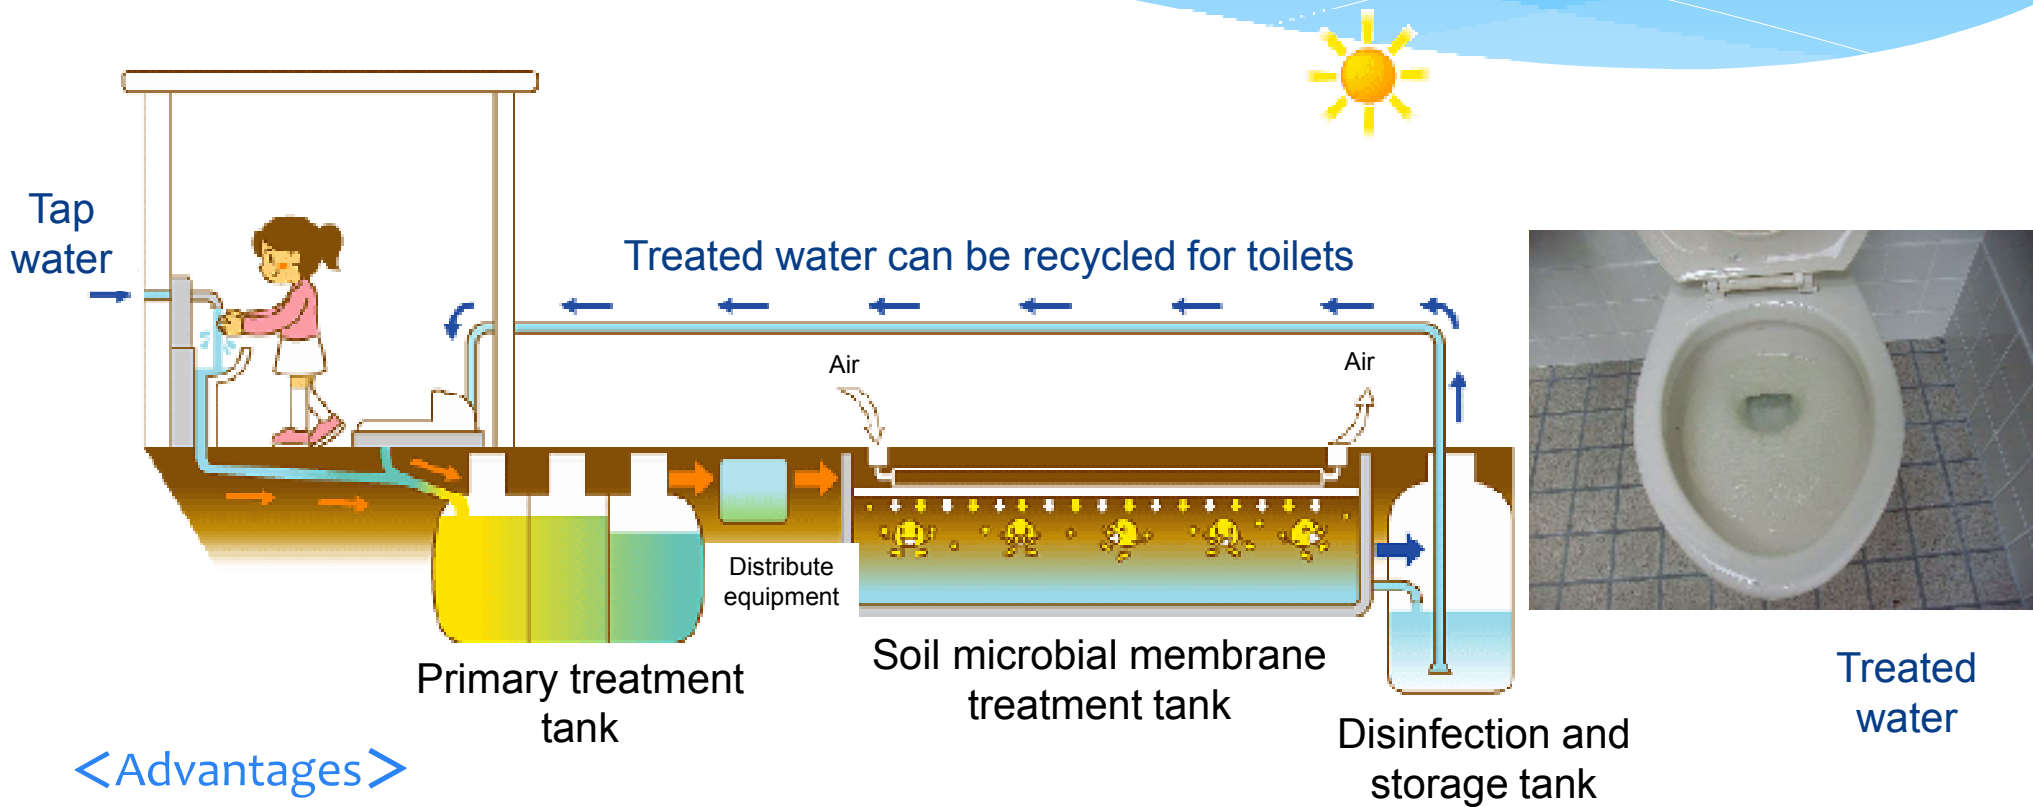 Tap
water
Treated water can be recycled for toilets
Air
Air
Distribute
equipment
Primary treatment
tank
Soil microbial membrane
treatment tank
Disinfection and
storage tank
Treated
water
＜Advantages＞